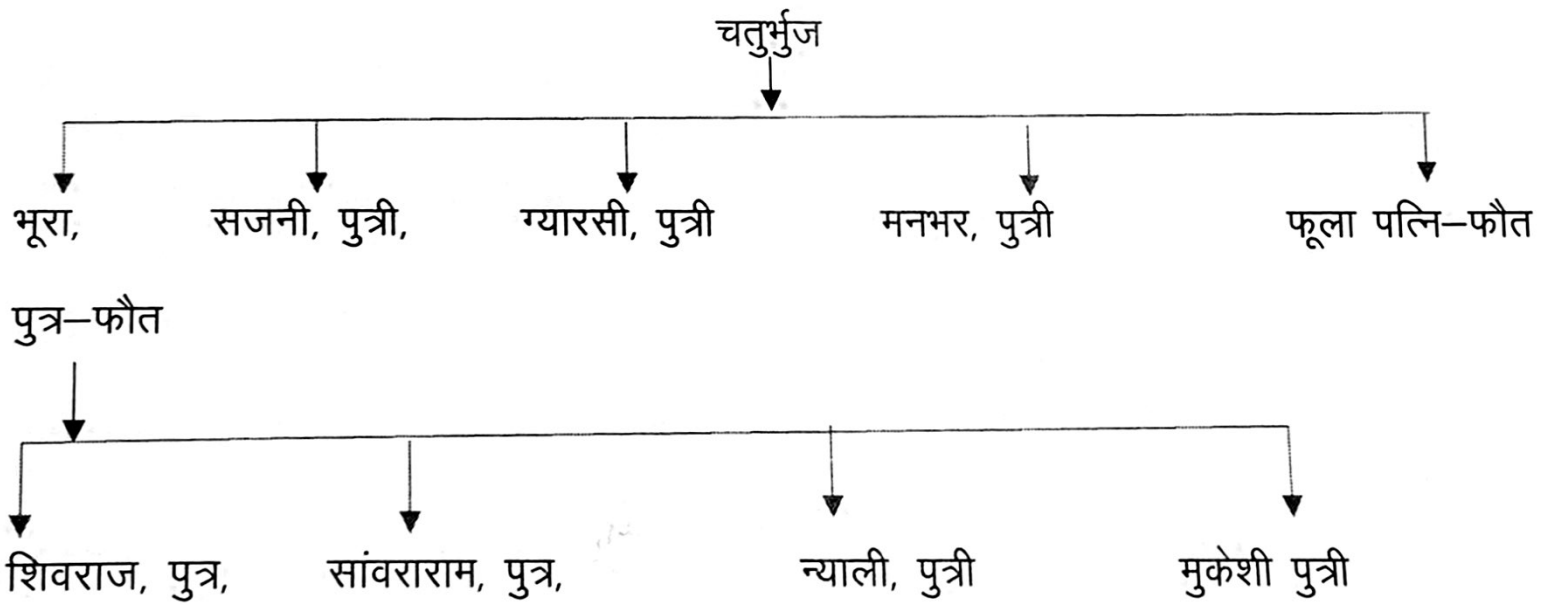 चतुर्भुज
भूरा, सजनी, पुत्री, ग्यारसी, पुत्री मनभर, पुत्री फूला पत्नि–फौत
पुत्र–फौत
शिवराज, पुत्र, सांवराराम, पुत्र, न्याली, पुत्री मुकेशी पुत्री